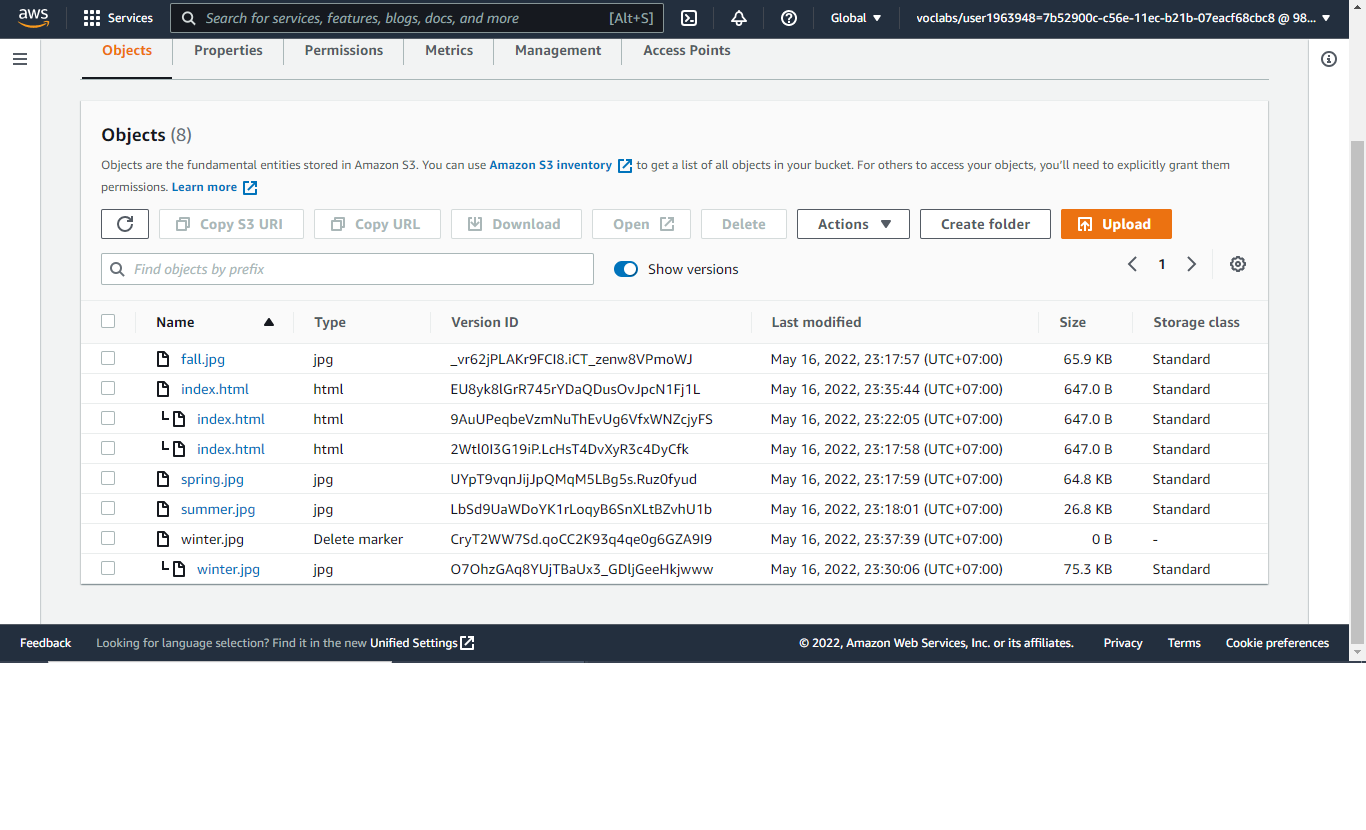 aws Services Search for services, features, blogs, docs, and more [Alt+S] Global ▼ voclabs/user1963948=7b52900c-c56e-11ec-b21b-07eacf68cbc8 @ 98... ▼
Objects Properties Permissions Metrics Management Access Points
Objects (8)
Objects are the fundamental entities stored in Amazon S3. You can use Amazon S3 inventory to get a list of all objects in your bucket. For others to access your objects, you'll need to explicitly grant them
permissions. Learn more
Copy S3 URI Copy URL Download Open Delete Actions ▼ Create folder Upload
Find objects by prefix Show versions 1
Name ▲ Type Version ID Last modified Size Storage class
fall.jpg jpg _vr62jPLAKr9FCI8.iCT_zenw8VPmoWJ May 16, 2022, 23:17:57 (UTC+07:00) 65.9 KB Standard
index.html html EU8yk8lGrR745rYDaQDusOvJpcN1Fj1L May 16, 2022, 23:35:44 (UTC+07:00) 647.0 B Standard
index.html html 9AuUPeqbeVzmNuThEvUg6VfxWNZcjyFS May 16, 2022, 23:22:05 (UTC+07:00) 647.0 B Standard
index.html html 2Wtl0I3G19iP.LcHsT4DvXyR3c4DyCfk May 16, 2022, 23:17:58 (UTC+07:00) 647.0 B Standard
spring.jpg jpg UYpT9vqnJijJpQMqM5LBg5s.Ruz0fyud May 16, 2022, 23:17:59 (UTC+07:00) 64.8 KB Standard
summer.jpg jpg LbSd9UaWDoYK1rLoqyB6SnXLtBZvhU1b May 16, 2022, 23:18:01 (UTC+07:00) 26.8 KB Standard
winter.jpg Delete marker CryT2WW7Sd.qoCC2K93q4qe0g6GZA9I9 May 16, 2022, 23:37:39 (UTC+07:00) 0 B -
winter.jpg jpg O7OhzGAq8YUjTBaUx3_GDljGeeHkjwww May 16, 2022, 23:30:06 (UTC+07:00) 75.3 KB Standard
Feedback Looking for language selection? Find it in the new Unified Settings © 2022, Amazon Web Services, Inc. or its affiliates. Privacy Terms Cookie preferences